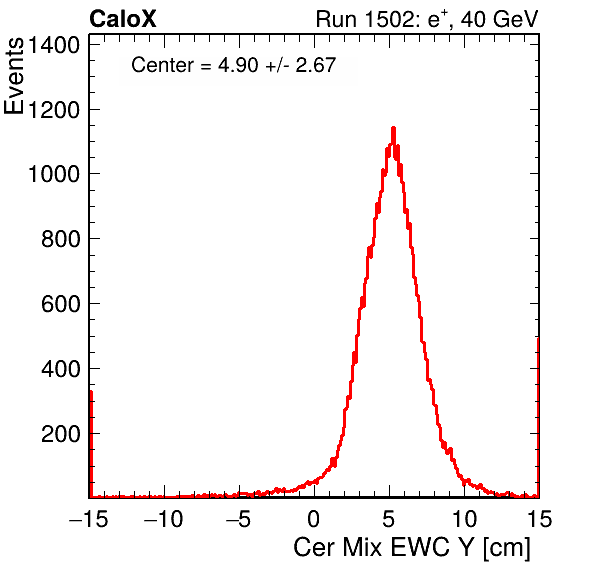 CaloX Run 1502: e⁺, 40 GeV
Center = 4.90 +/- 2.67
Events
1400
1200
1000
800
600
400
200
−15 −10 −5 0 5 10 15
Cer Mix EWC Y [cm]